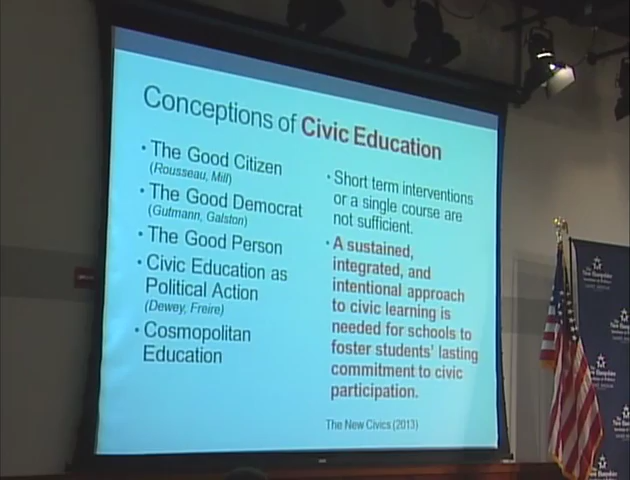 Conceptions of Civic Education
• The Good Citizen
(Rousseau, Mill)
• The Good Democrat
(Gutmann, Galston)
• The Good Person
• Civic Education as
Political Action
(Dewey, Freire)
• Cosmopolitan
Education
• Short term interventions
or a single course are
not sufficient.
• A sustained,
integrated, and
intentional approach
to civic learning is
needed for schools to
foster students' lasting
commitment to civic
participation.
The New Civics (2013)
The
New Hampshire